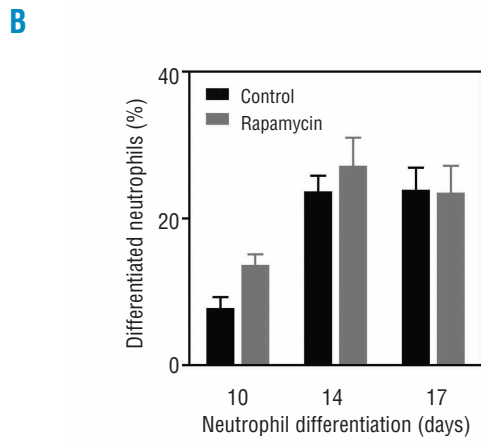 B
40
20
0
Differentiated neutrophils (%)
Control
Rapamycin
10 14 17
Neutrophil differentiation (days)